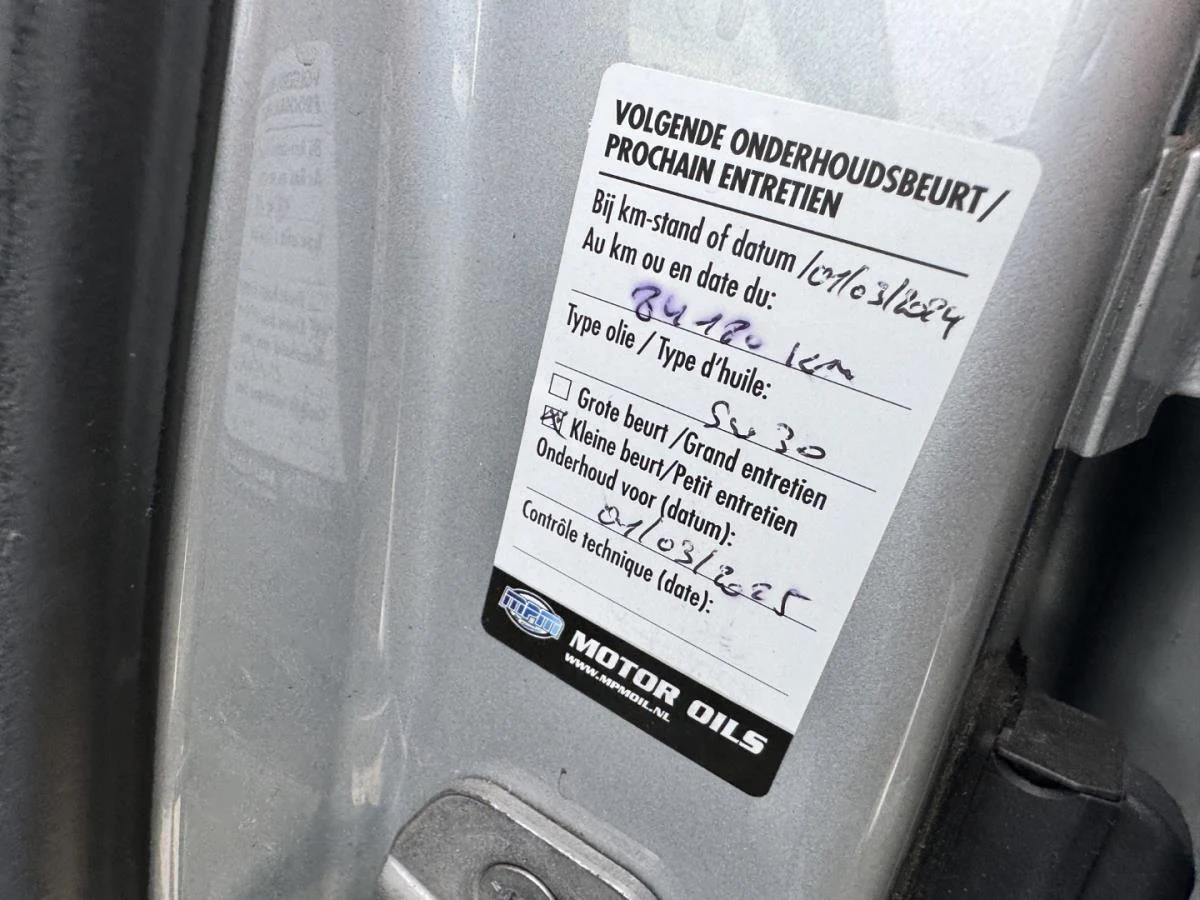 VOLGENDE ONDERHOUDSBEURT/
PROCHAIN ENTRETIEN
Bij km-stand of datum / 01/03/2024
Au km ou en date du:
84180 KM
Type olie / Type d'huile:
5W30
Grote beurt /Grand entretien
Kleine beurt/Petit entretien
Onderhoud voor (datum):
01/03/2025
Contrôle technique (date):
MPM
MOTOR OILS
WWW.MPMOIL.NL